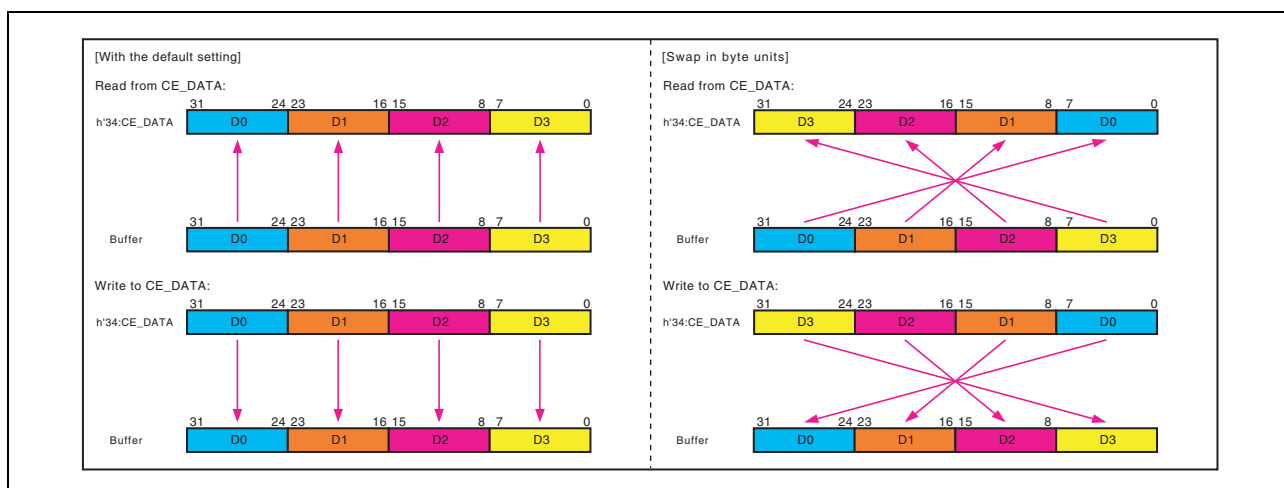 [With the default setting]
Read from CE_DATA:
31 24 23 16 15 8 7 0
h'34:CE_DATA D0 D1 D2 D3
31 24 23 16 15 8 7 0
Buffer D0 D1 D2 D3
Write to CE_DATA:
31 24 23 16 15 8 7 0
h'34:CE_DATA D0 D1 D2 D3
31 24 23 16 15 8 7 0
Buffer D0 D1 D2 D3
[Swap in byte units]
Read from CE_DATA:
31 24 23 16 15 8 7 0
h'34:CE_DATA D3 D2 D1 D0
31 24 23 16 15 8 7 0
Buffer D0 D1 D2 D3
Write to CE_DATA:
31 24 23 16 15 8 7 0
h'34:CE_DATA D3 D2 D1 D0
31 24 23 16 15 8 0
Buffer D0 D1 D2 D3